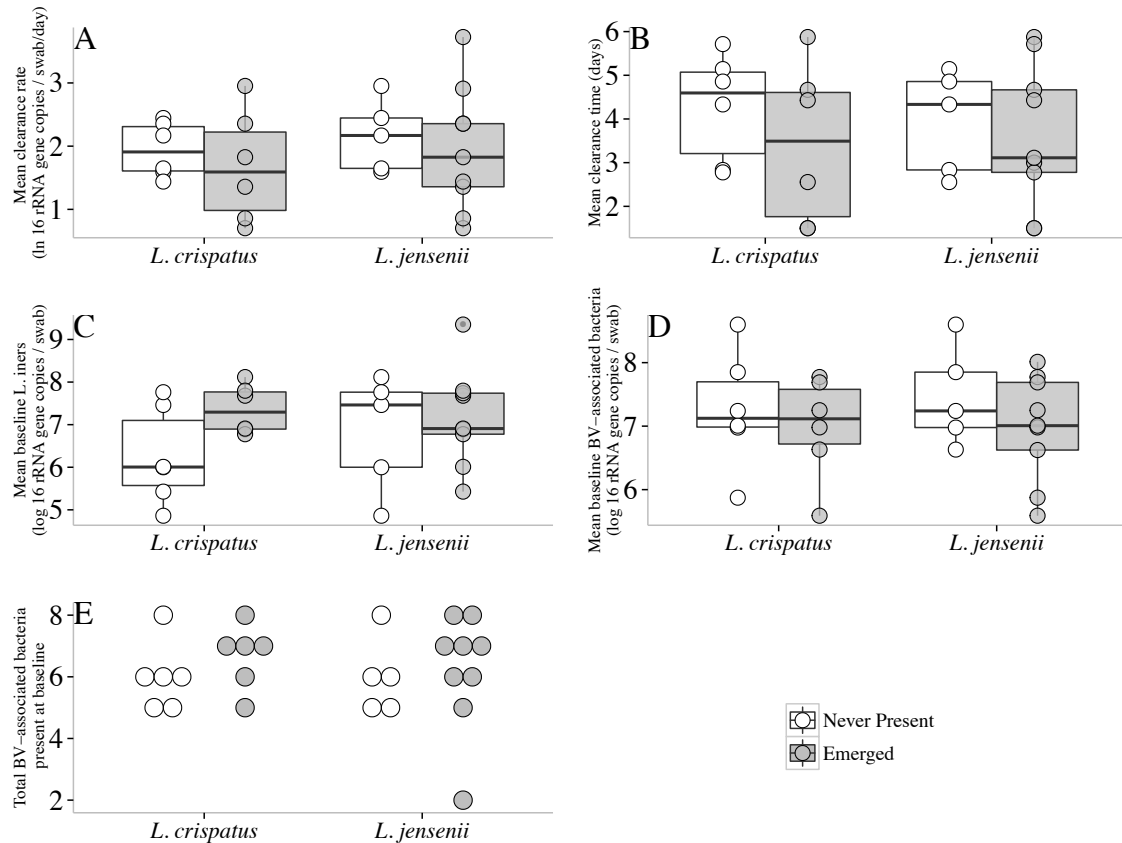 A
Mean clearance rate
(ln 16 rRNA gene copies / swab/day)
3
2
1
L. crispatus
L. jensenii
B
Mean clearance time (days)
6
5
4
3
2
L. crispatus
L. jensenii
C
Mean baseline L. iners
(log 16 rRNA gene copies / swab)
9
8
7
6
5
L. crispatus
L. jensenii
D
Mean baseline BV−associated bacteria
(log 16 rRNA gene copies / swab)
8
7
6
L. crispatus
L. jensenii
E
Total BV−associated bacteria
present at baseline
8
6
4
2
L. crispatus
L. jensenii
Never Present
Emerged